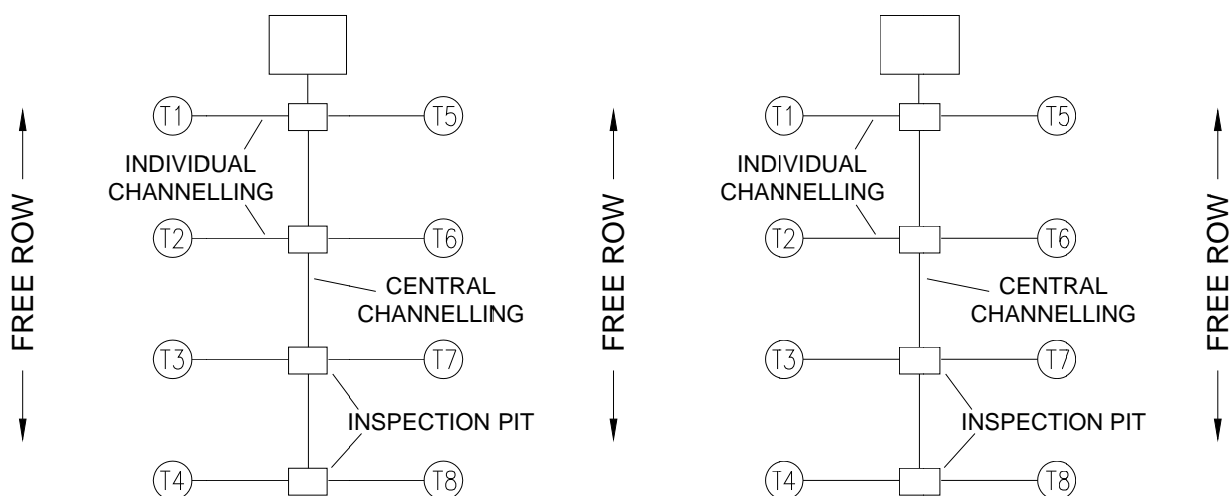 T1
T5
T1
T5
INDIVIDUAL
CHANNELLING
INDIVIDUAL
CHANNELLING
FREE ROW
FREE ROW
FREE ROW
T2
T6
T2
T6
CENTRAL
CHANNELLING
CENTRAL
CHANNELLING
T3
T7
T3
T7
INSPECTION PIT
INSPECTION PIT
T4
T8
T4
T8